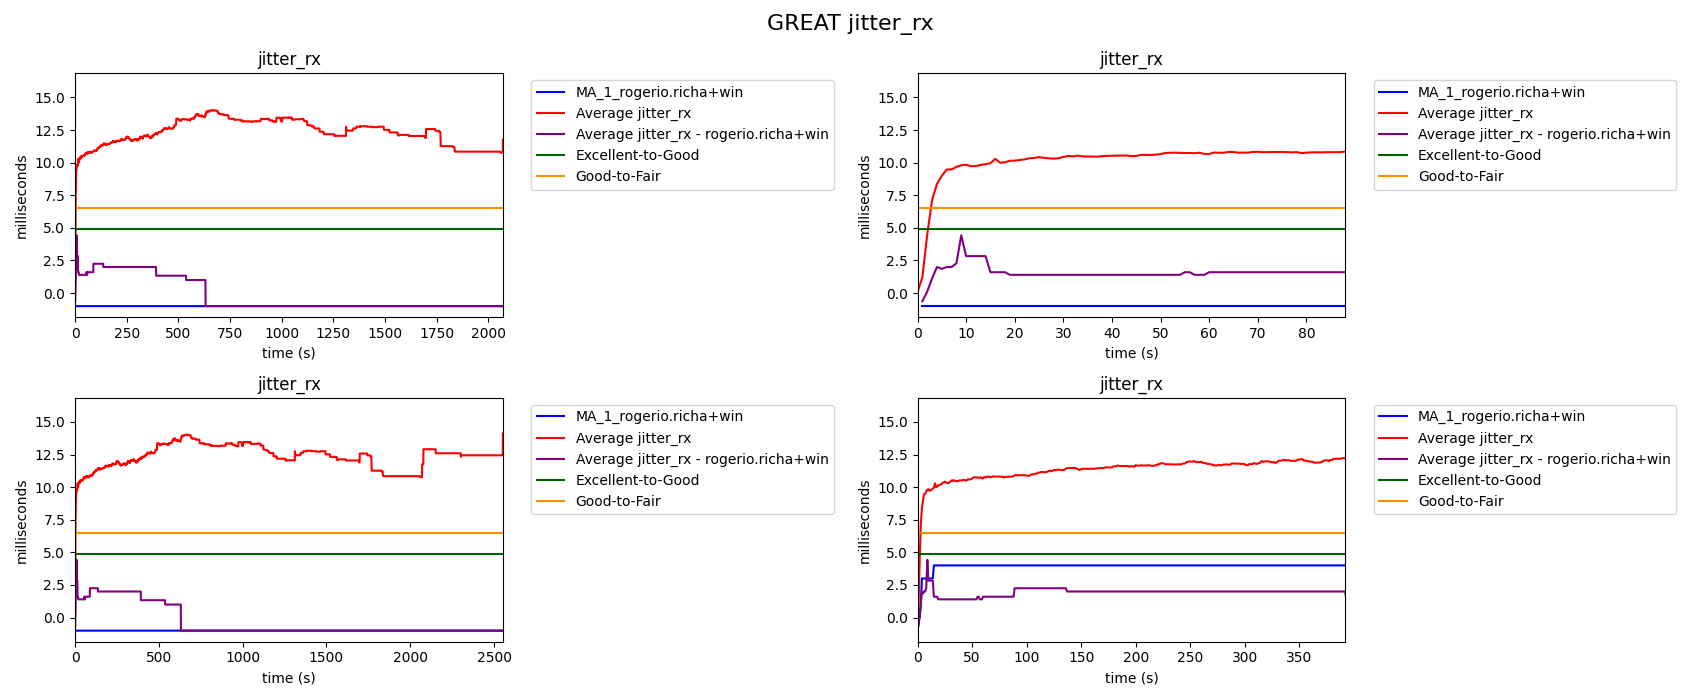 GREAT jitter_rx
jitter_rx
milliseconds
15.0
12.5
10.0
7.5
5.0
2.5
0.0
0 250 500 750 1000 1250 1500 1750 2000
time (s)
MA_1_rogerio.richa+win
Average jitter_rx
Average jitter_rx - rogerio.richa+win
Excellent-to-Good
Good-to-Fair
jitter_rx
milliseconds
15.0
12.5
10.0
7.5
5.0
2.5
0.0
0 10 20 30 40 50 60 70 80
time (s)
MA_1_rogerio.richa+win
Average jitter_rx
Average jitter_rx - rogerio.richa+win
Excellent-to-Good
Good-to-Fair
jitter_rx
milliseconds
15.0
12.5
10.0
7.5
5.0
2.5
0.0
0 500 1000 1500 2000 2500
time (s)
MA_1_rogerio.richa+win
Average jitter_rx
Average jitter_rx - rogerio.richa+win
Excellent-to-Good
Good-to-Fair
jitter_rx
milliseconds
15.0
12.5
10.0
7.5
5.0
2.5
0.0
0 50 100 150 200 250 300 350
time (s)
MA_1_rogerio.richa+win
Average jitter_rx
Average jitter_rx - rogerio.richa+win
Excellent-to-Good
Good-to-Fair